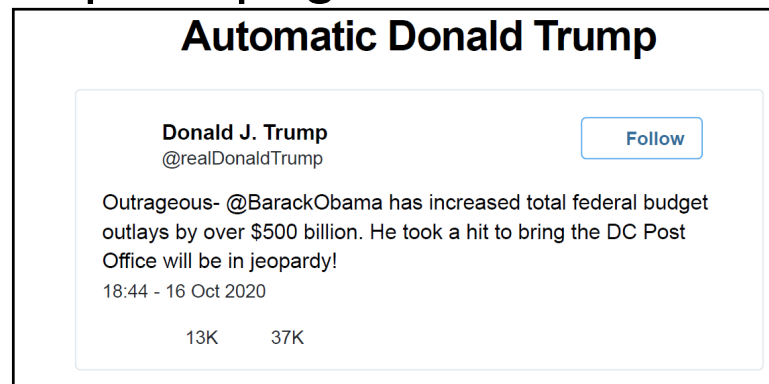 Automatic Donald Trump
Donald J. Trump
Follow
@realDonaldTrump
Outrageous- @BarackObama has increased total federal budget
outlays by over $500 billion. He took a hit to bring the DC Post
Office will be in jeopardy!
18:44 - 16 Oct 2020
13K 37K